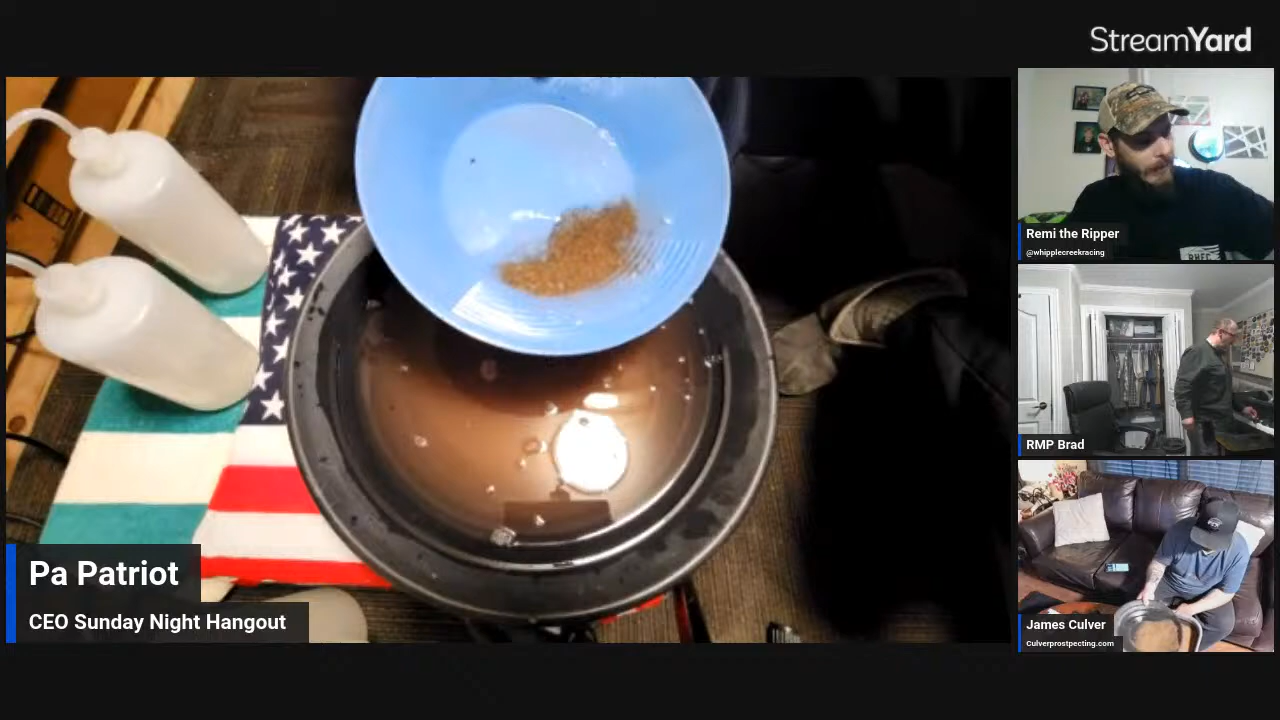 StreamYard
Remi the Ripper
@whipplecreekracing
RMP Brad
James Culver
Culverprostpecting.com
Pa Patriot
CEO Sunday Night Hangout